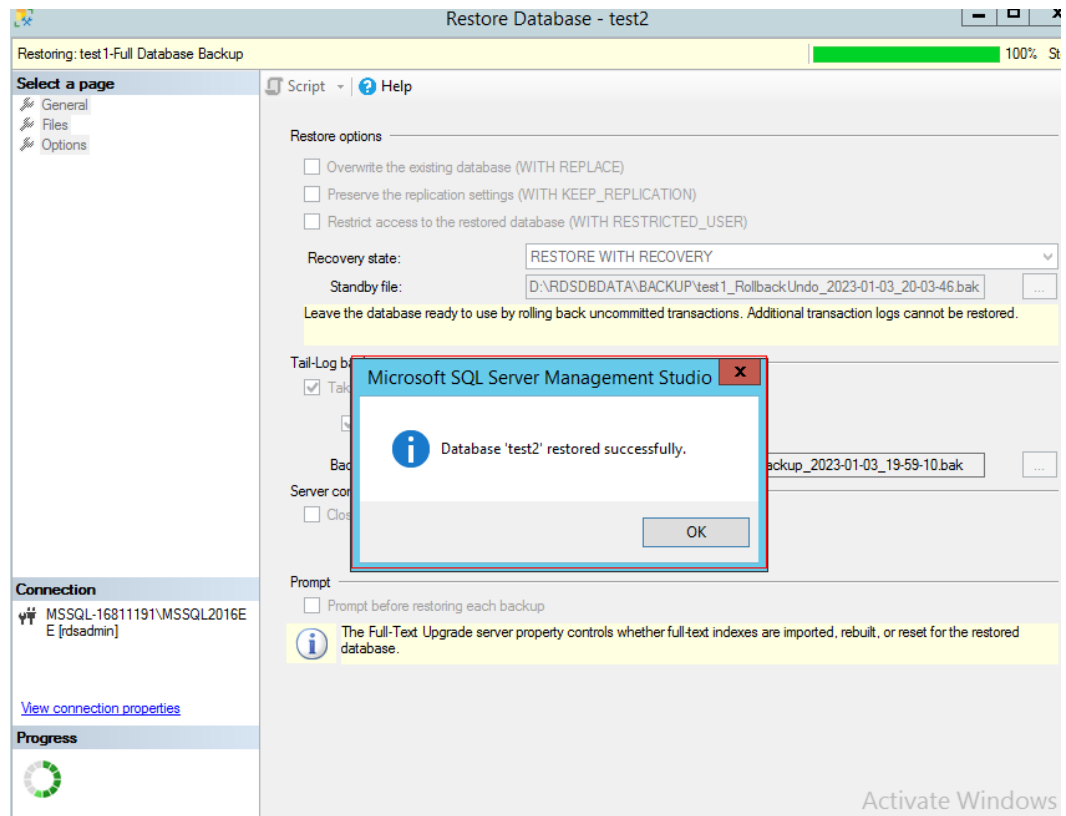 Restore Database - test2
Restoring: test1-Full Database Backup
100%
Select a page
General
Files
Options
Script
Help
Restore options
Overwrite the existing database (WITH REPLACE)
Preserve the replication settings (WITH KEEP_REPLICATION)
Restrict access to the restored database (WITH RESTRICTED_USER)
Recovery state:
RESTORE WITH RECOVERY
Standby file:
D:\RDSDBDATA\BACKUP\test1_RollbackUndo_2023-01-03_20-03-46.bak
...
Leave the database ready to use by rolling back uncommitted transactions. Additional transaction logs cannot be restored.
Tail-Log
Microsoft SQL Server Management Studio
Database 'test2' restored successfully.
OK
ackup_2023-01-03_19-59-10.bak
...
Server
Prompt
Prompt before restoring each backup
The Full-Text Upgrade server property controls whether full-text indexes are imported, rebuilt, or reset for the restored
database.
Connection
MSSQL-16811191\MSSQL2016E
E [rdsadmin]
View connection properties
Progress
Activate Windows